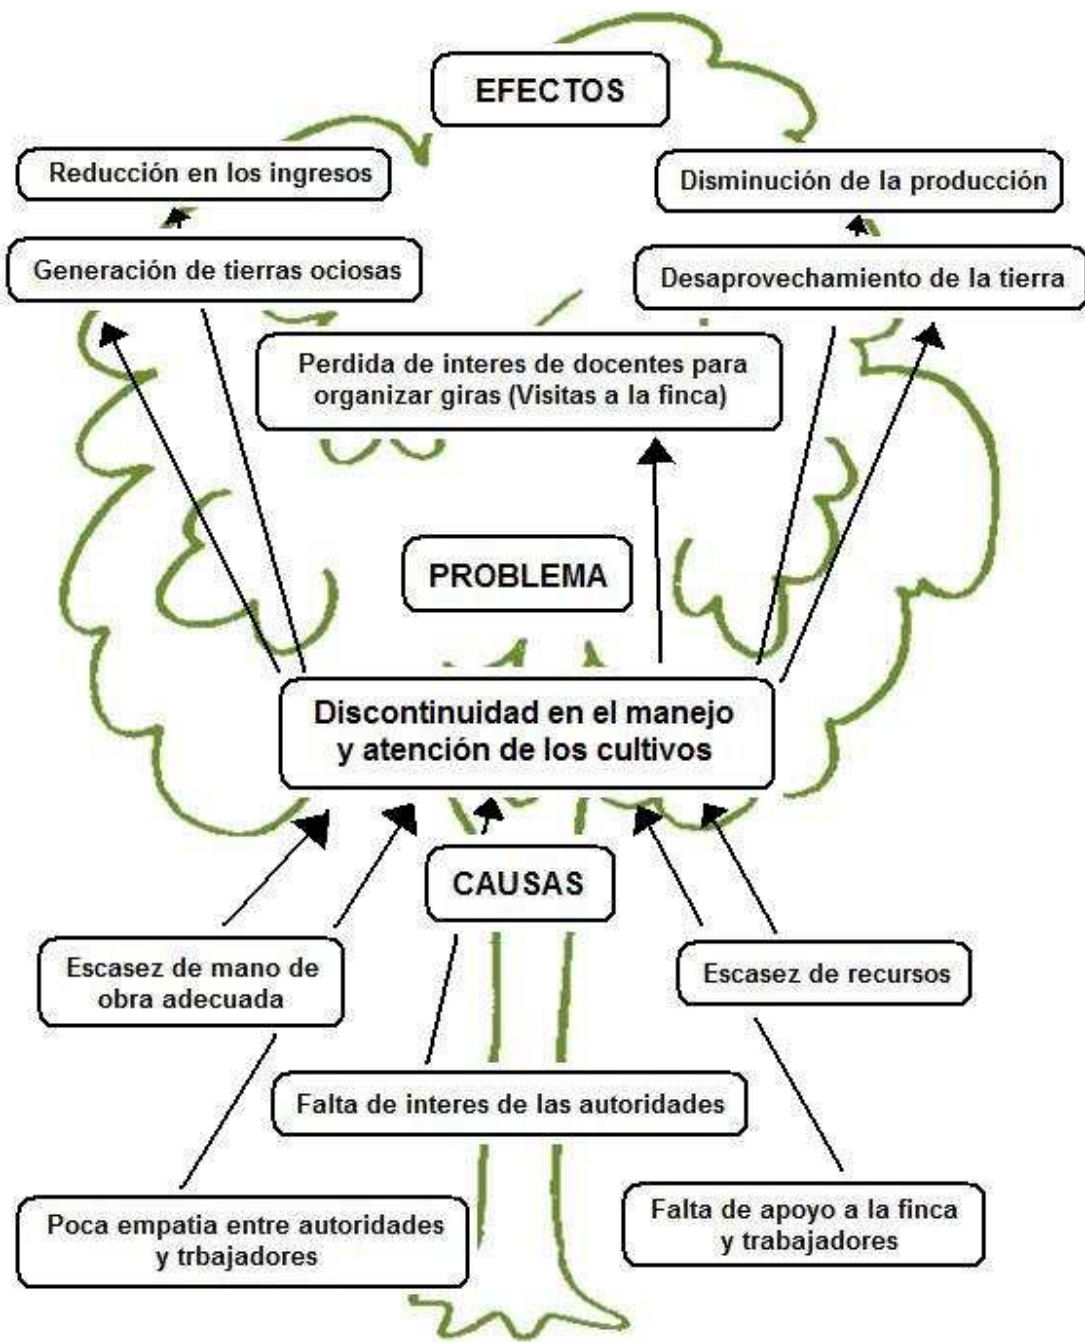 EFECTOS
Reducción en los ingresos
Disminución de la producción
Generación de tierras ociosas
Desaprovechamiento de la tierra
Perdida de interes de docentes para
organizar giras (Visitas a la finca)
PROBLEMA
Discontinuidad en el manejo
y atención de los cultivos
CAUSAS
Escasez de mano de
obra adecuada
Escasez de recursos
Falta de interes de las autoridades
Poca empatia entre autoridades
y trbajadores
Falta de apoyo a la finca
y trabajadores